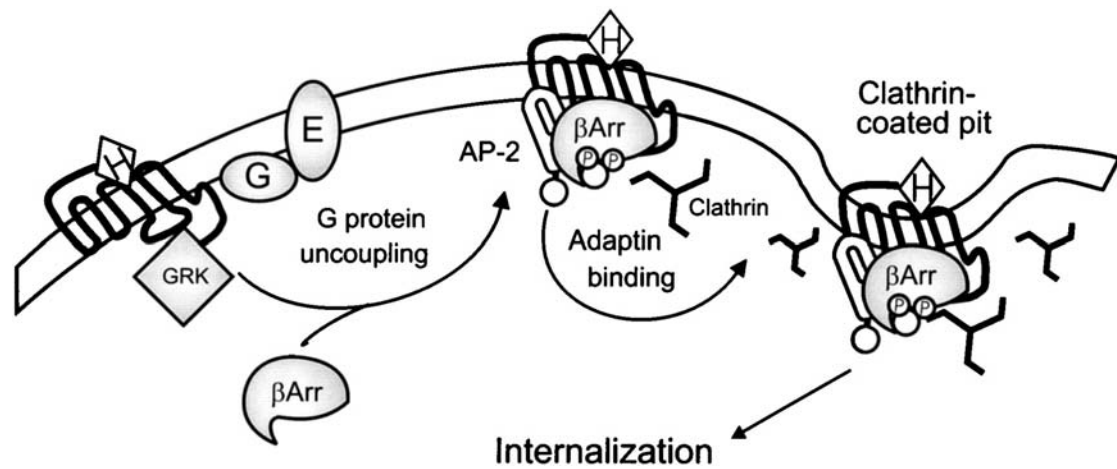 H
GRK
G
E
G protein
uncoupling
βArr
AP-2
H
βArr
P P
Clathrin
Adaptin
binding
Clathrin-
coated pit
H
βArr
P P
Internalization